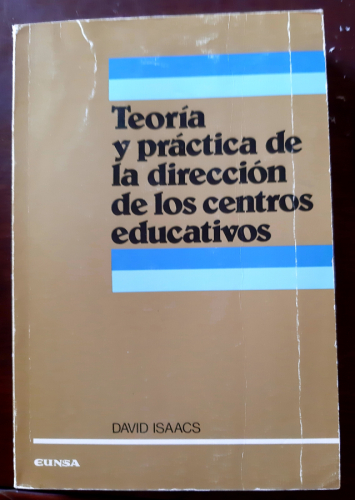 Teoría
y práctica de
la dirección
de los centros
educativos
DAVID ISAACS
EUNSA